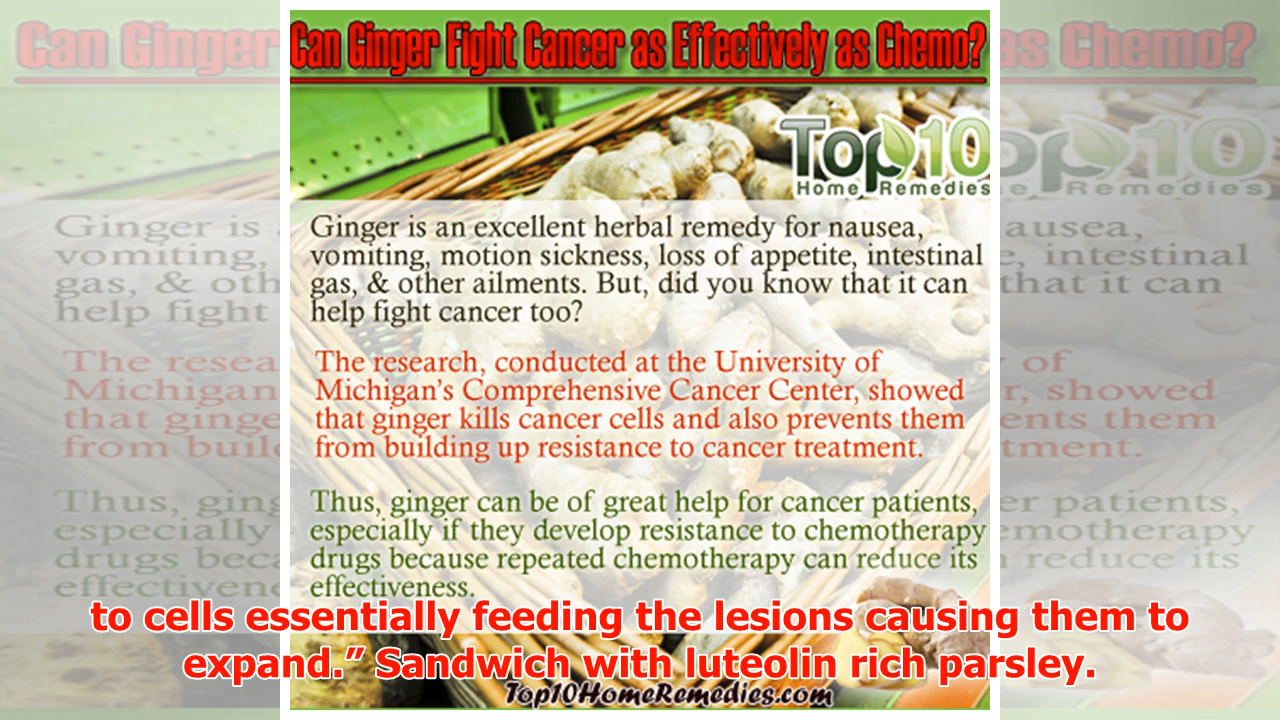 Can Ginger Fight Cancer as Effectively as Chemo?
Top10
Home Remedies
Ginger is an excellent herbal remedy for nausea,
vomiting, motion sickness, loss of appetite, intestinal
gas, & other ailments. But, did you know that it can
help fight cancer too?
The research, conducted at the University of
Michigan's Comprehensive Cancer Center, showed
that ginger kills cancer cells and also prevents them
from building up resistance to cancer treatment.
Thus, ginger can be of great help for cancer patients,
especially if they develop resistance to chemotherapy
drugs because repeated chemotherapy can reduce its
effectiveness.
to cells essentially feeding the lesions causing them to
expand.” Sandwich with luteolin rich parsley.
Top10HomeRemedies.com